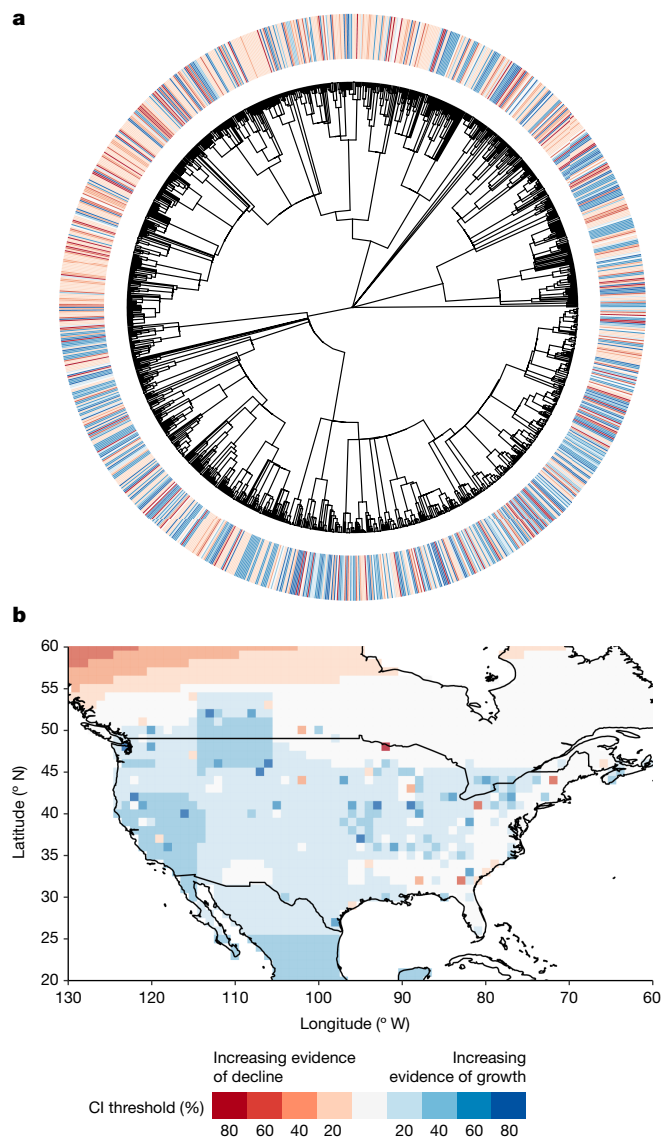 a
b
60
55
50
45
40
35
30
25
20
Latitude (° N)
130 120 110 100 90 80 70 60
Longitude (° W)
Increasing evidence of decline
Increasing evidence of growth
CI threshold (%)
80 60 40 20 20 40 60 80